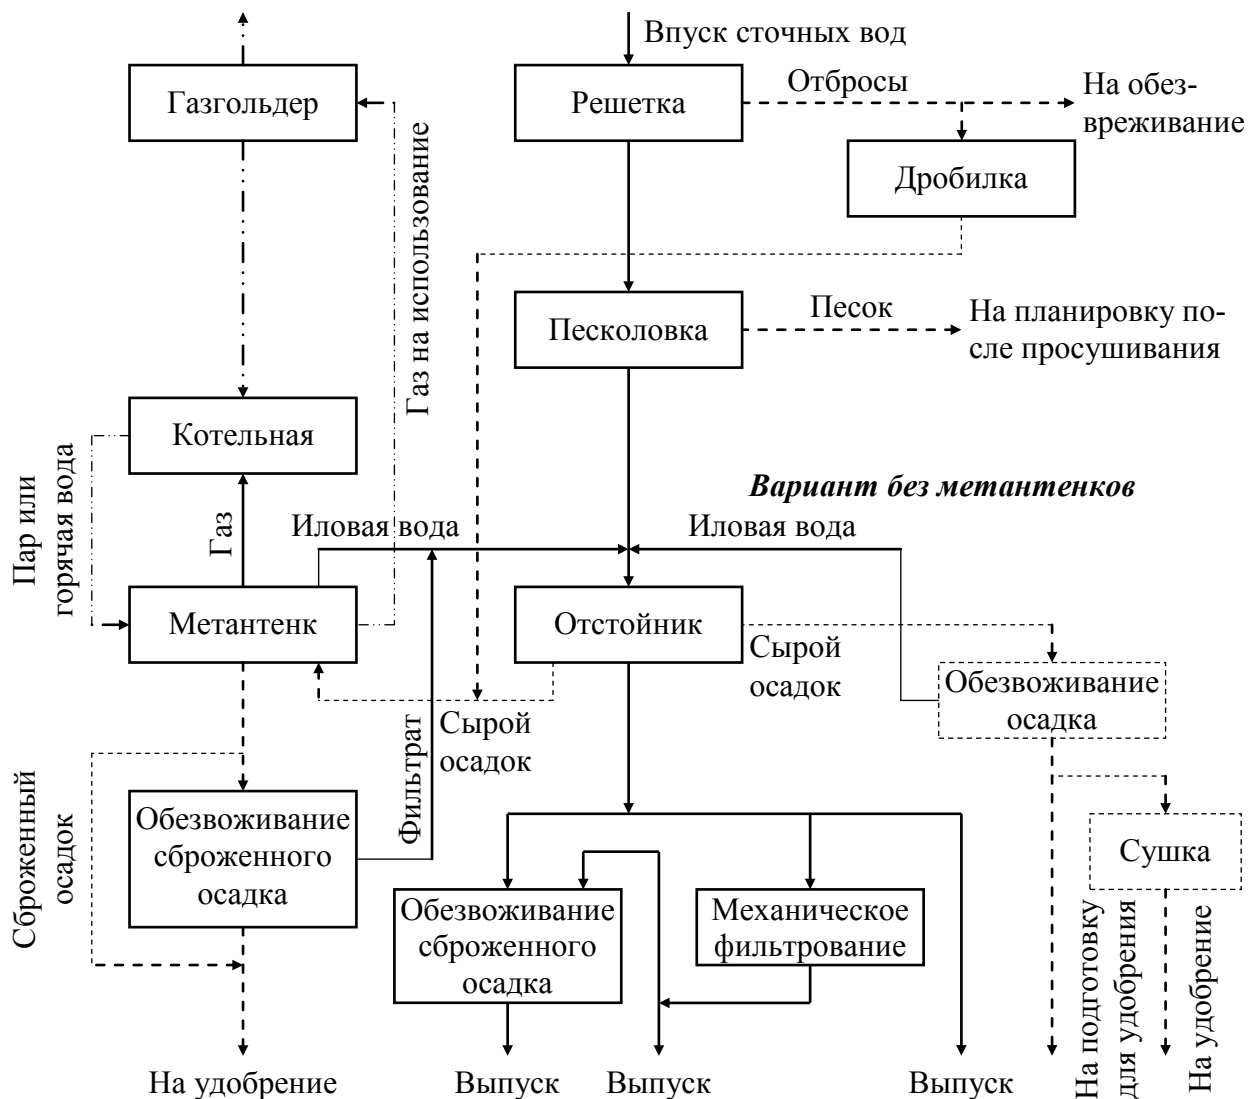 Впуск сточных вод
Газгольдер
Решетка
Отбросы
На обез-
вреживание
Дробилка
Газ на использование
Песколовка
Песок
На планировку по-
сле просушивания
Котельная
Пар или
горячая вода
Газ
Вариант без метантенков
Иловая вода
Иловая вода
Метантенк
Отстойник
Сырой
осадок
Обезвоживание
осадка
Сырой
осадок
Фильтрат
Сброженный
осадок
Обезвоживание
сброженного
осадка
Сушка
Обезвоживание
сброженного
осадка
Механическое
фильтрование
На подготовку
для удобрения
На удобрение
На удобрение
Выпуск
Выпуск
Выпуск